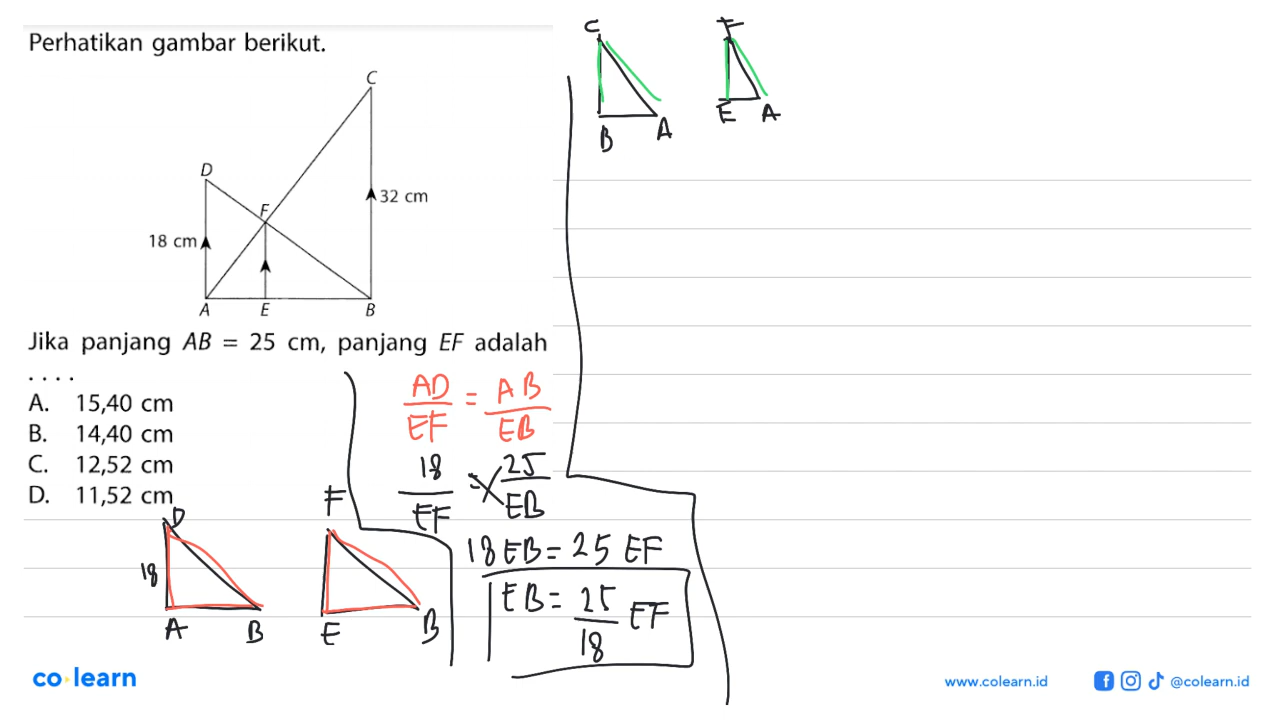 Perhatikan gambar berikut.
C
D
F
32 cm
18 cm
A E B
Jika panjang AB = 25 cm, panjang EF adalah
. . . .
A. 15,40 cm
B. 14,40 cm
C. 12,52 cm
D. 11,52 cm
D
18
A B
F
E B
AD/EF = AB/EB
18/EF = 25/EB
18 EB = 25 EF
EB = 25/18 EF
C
B A
F
E A
co learn
www.colearn.id
@colearn.id